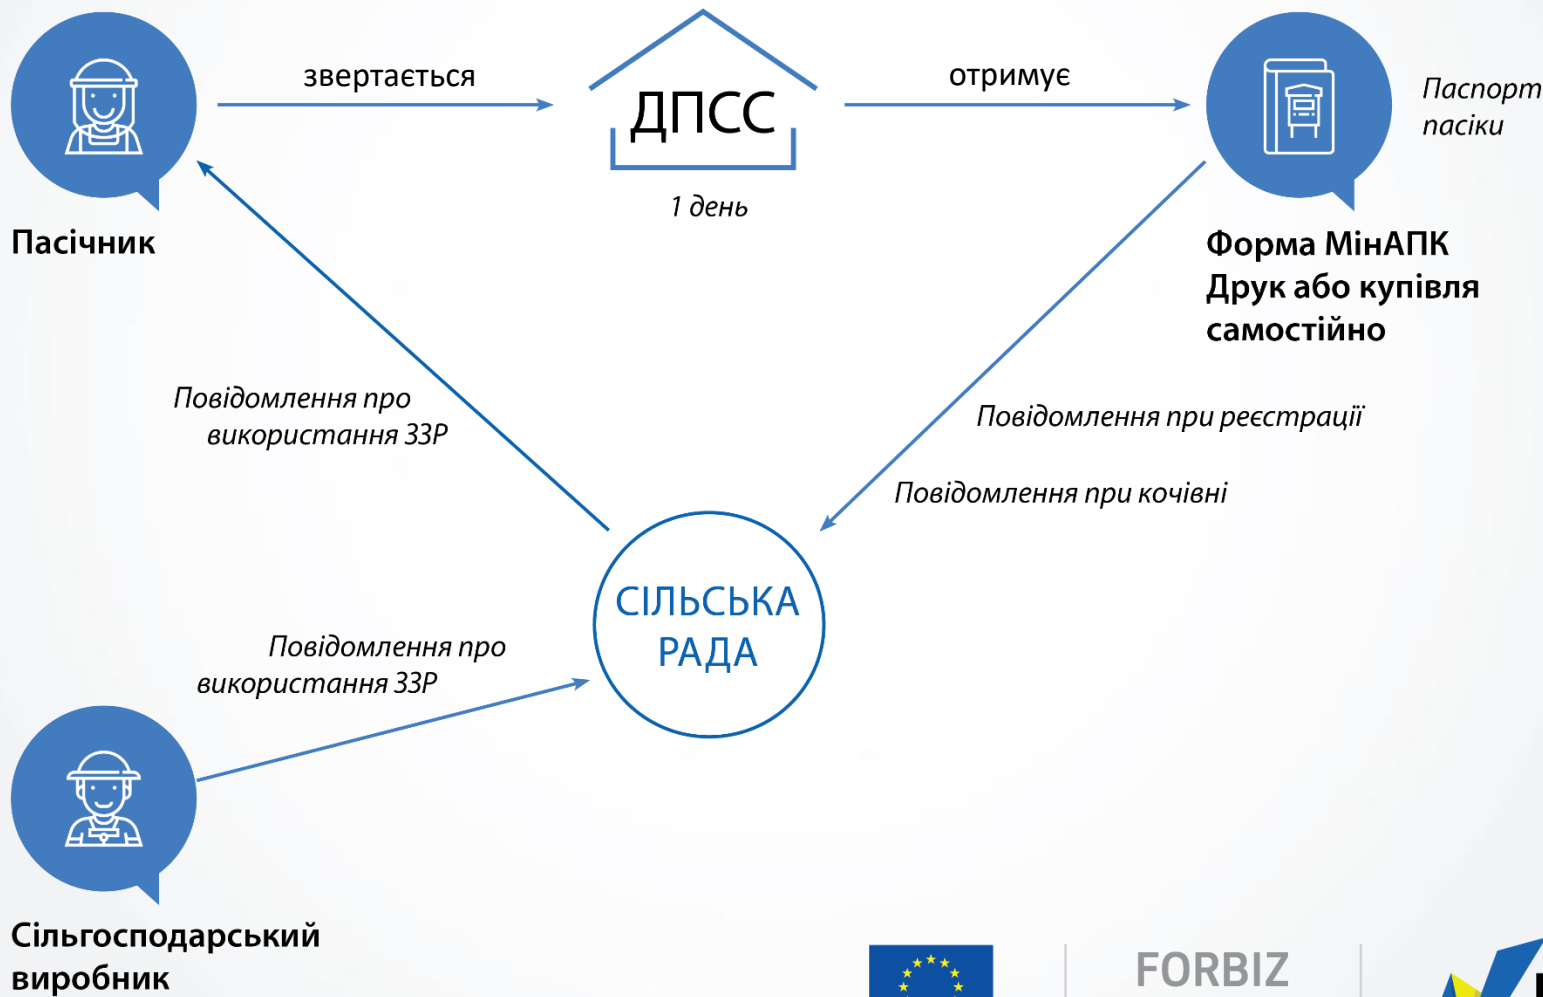 звертається
ДПСС
1 день
отримує
Паспорт
пасіки
Пасічник
Форма МінАПК
Друк або купівля
самостійно
Повідомлення про
використання ЗЗР
Повідомлення при реєстрації
Повідомлення при кочівні
СІЛЬСЬКА
РАДА
Повідомлення про
використання ЗЗР
Сільгосподарський
виробник
FORBIZ